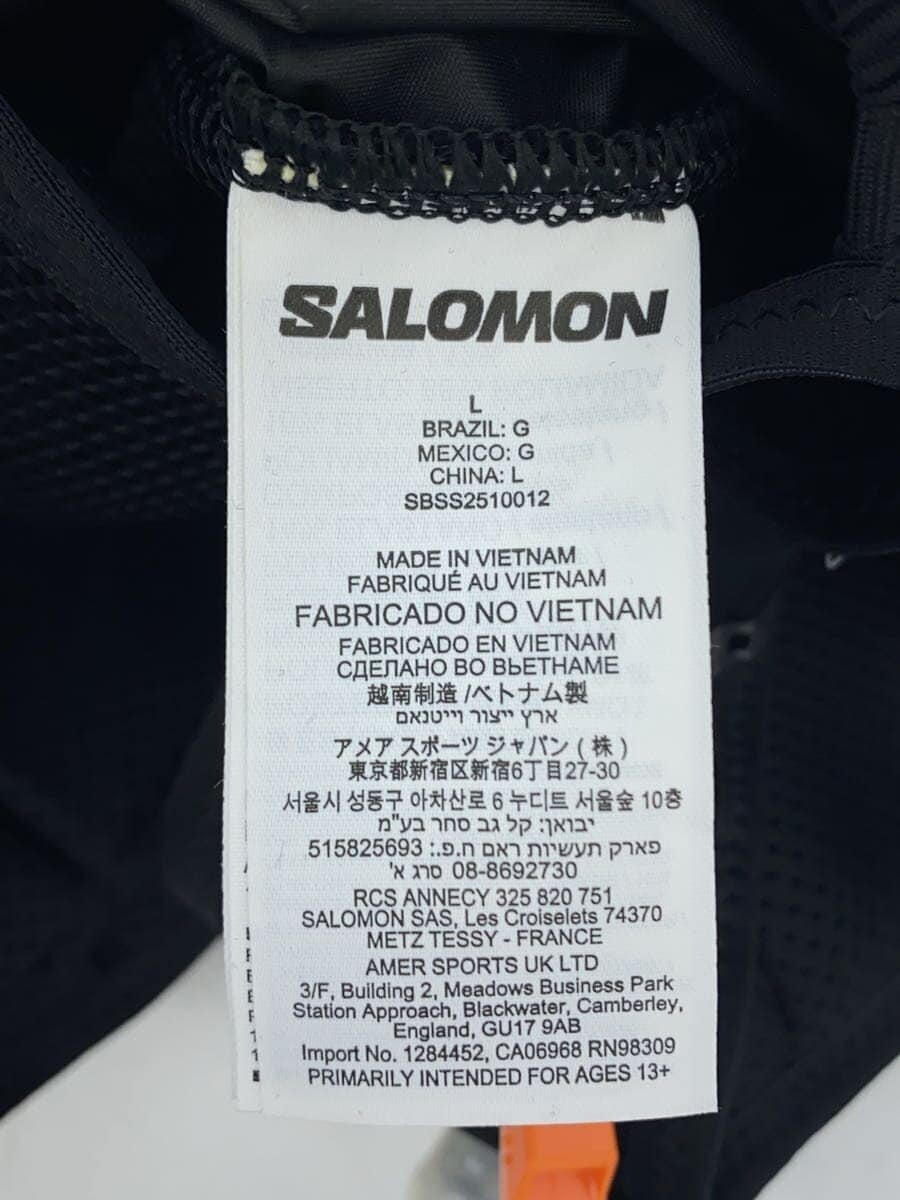 SALOMON
L
BRAZIL: G
MEXICO: G
CHINA: L
SBSS2510012
MADE IN VIETNAM
FABRIQUÉ AU VIETNAM
FABRICADO NO VIETNAM
FABRICADO EN VIETNAM
СДЕЛАНО ВО ВЬЕТНАМЕ
越南制造 /ベトナム製
ארץ ייצור וייטנאם
アメア スポーツ ジャパン ( 株 )
東京都新宿区新宿6丁目27-30
서울시 성동구 아차산로 6 누디트 서울숲 10층
יבואן: קל גב סחר בע"מ
פארק תעשיות ראם ח.פ.: 515825693
08-8692730 סרג א'
RCS ANNECY 325 820 751
SALOMON SAS, Les Croiselets 74370
METZ TESSY - FRANCE
AMER SPORTS UK LTD
3/F, Building 2, Meadows Business Park
Station Approach, Blackwater, Camberley,
England, GU17 9AB
Import No. 1284452, CA06968 RN98309
PRIMARILY INTENDED FOR AGES 13+